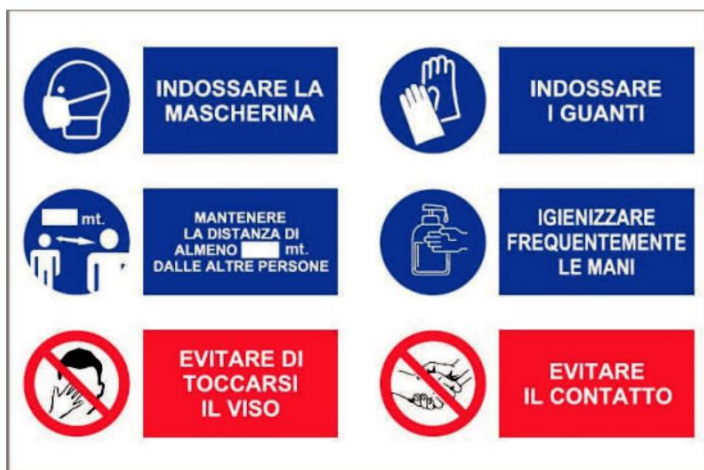 INDOSSARE LA
MASCHERINA
INDOSSARE
I GUANTI
mt.
MANTENERE
LA DISTANZA DI
ALMENO mt.
DALLE ALTRE PERSONE
IGIENIZZARE
FREQUENTEMENTE
LE MANI
EVITARE DI
TOCCARSI
IL VISO
EVITARE
IL CONTATTO